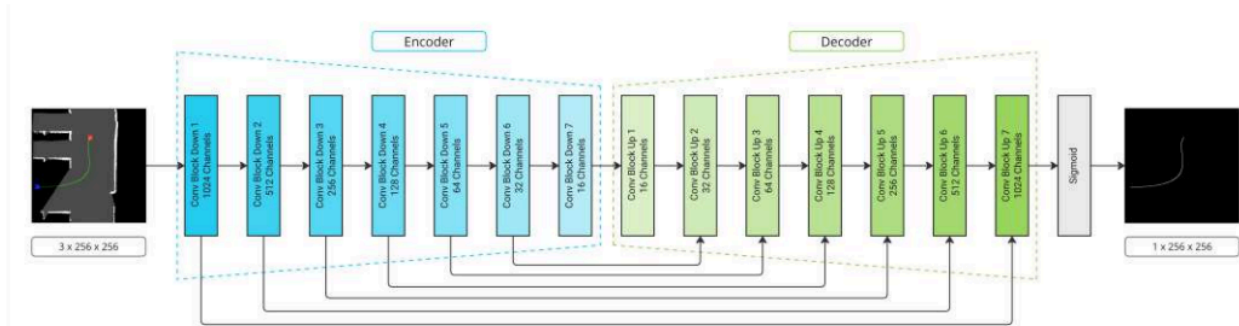 Encoder
Decoder
Conv Block Down 1
1024 Channels
Conv Block Down 2
512 Channels
Conv Block Down 3
256 Channels
Conv Block Down 4
128 Channels
Conv Block Down 5
64 Channels
Conv Block Down 6
32 Channels
Conv Block Down 7
16 Channels
Conv Block Up 1
16 Channels
Conv Block Up 2
32 Channels
Conv Block Up 3
64 Channels
Conv Block Up 4
128 Channels
Conv Block Up 5
256 Channels
Conv Block Up 6
512 Channels
Conv Block Up 7
1024 Channels
Sigmoid
3 x 256 x 256
1 x 256 x 256